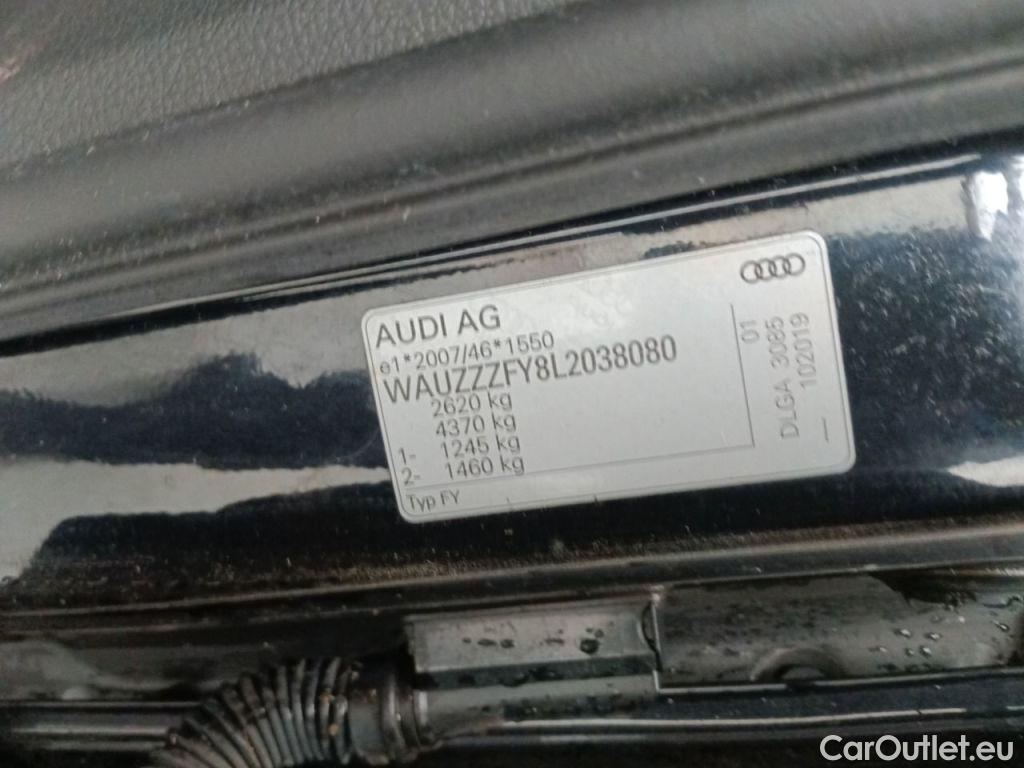 AUDI AG
e1*2007/46*1550
WAUZZZFY8L2038080
2620 kg
4370 kg
1- 1245 kg
2- 1460 kg
Typ FY
01
DLGA 3085
102019
CarOutlet.eu